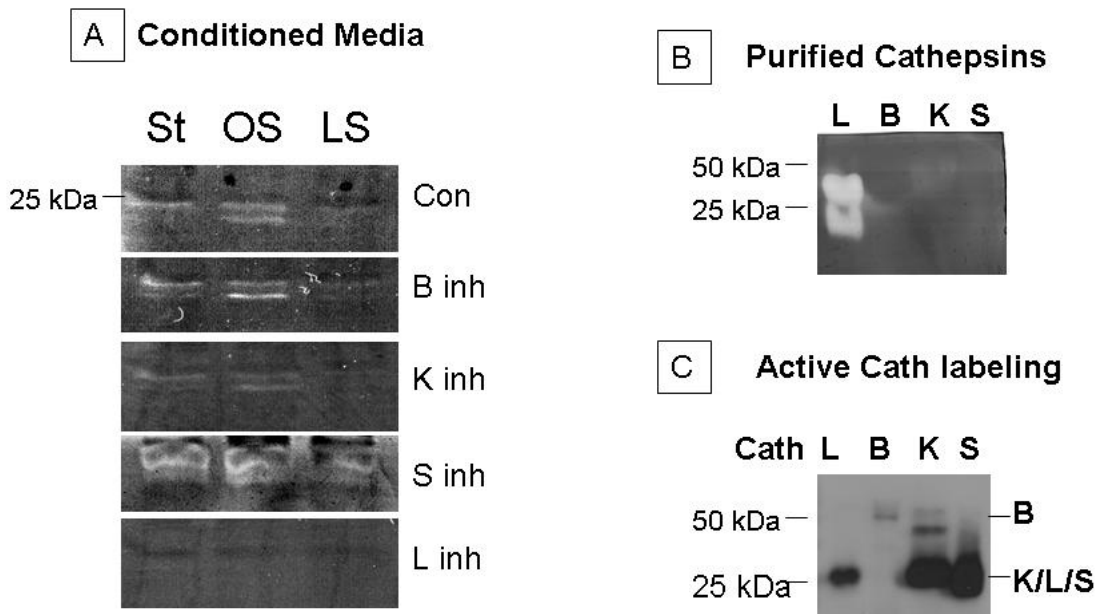 A Conditioned Media
St OS LS
25 kDa
Con
B inh
K inh
S inh
L inh
B Purified Cathepsins
L B K S
50 kDa
25 kDa
C Active Cath labeling
Cath L B K S
50 kDa
B
25 kDa
K/L/S